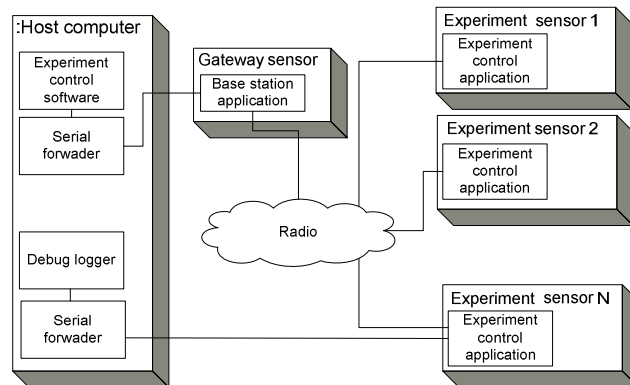 :Host computer
Experiment
control
software
Serial
forwader
Debug logger
Serial
forwader
Gateway sensor
Base station
application
Radio
Experiment sensor 1
Experiment
control
application
Experiment sensor 2
Experiment
control
application
Experiment sensor N
Experiment
control
application